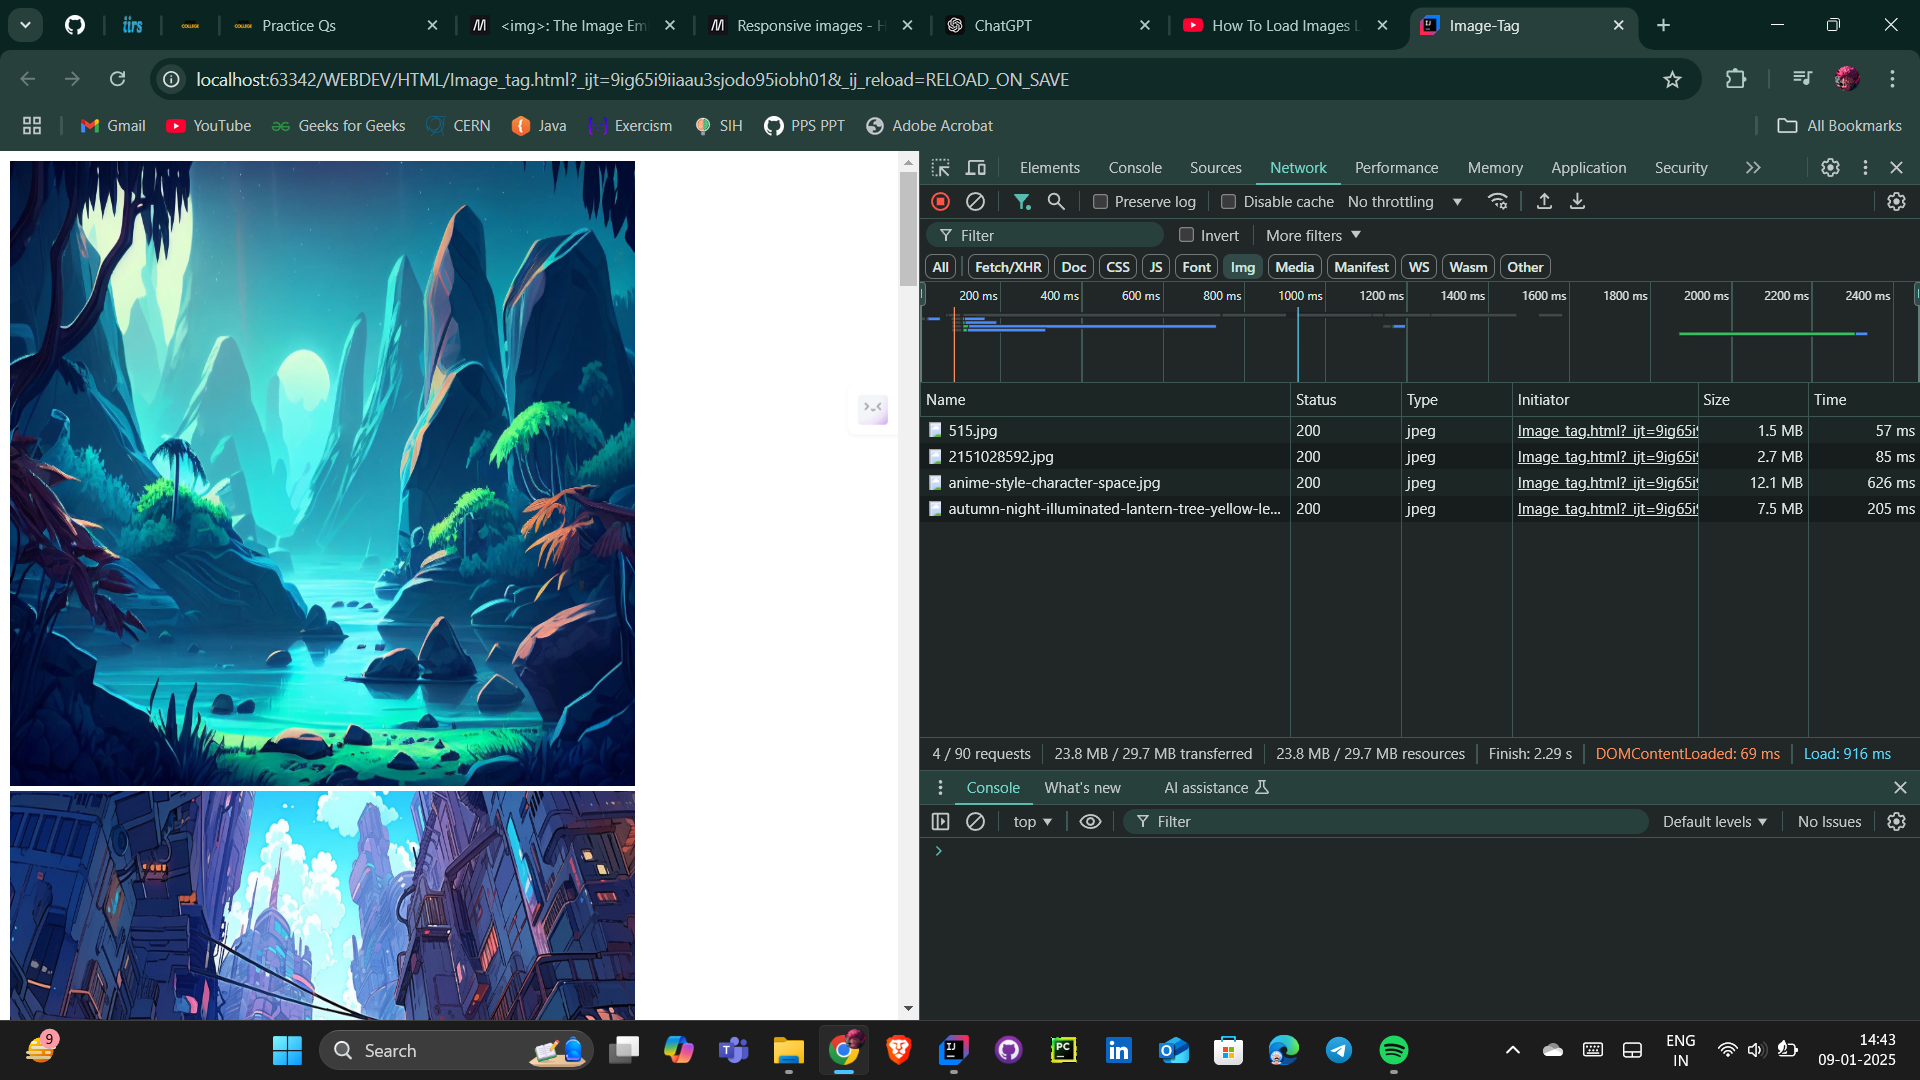 Practice Qs
<img>: The Image Em
Responsive images - H
ChatGPT
How To Load Images L
Image-Tag
localhost:63342/WEBDEV/HTML/Image_tag.html?_ijt=9ig65i9iiaau3sjodo95iobh01&_ij_reload=RELOAD_ON_SAVE
Gmail
YouTube
Geeks for Geeks
CERN
Java
Exercism
SIH
PPS PPT
Adobe Acrobat
All Bookmarks
Elements
Console
Sources
Network
Performance
Memory
Application
Security
Preserve log
Disable cache
No throttling
Filter
Invert
More filters
All
Fetch/XHR
Doc
CSS
JS
Font
Img
Media
Manifest
WS
Wasm
Other
200 ms
400 ms
600 ms
800 ms
1000 ms
1200 ms
1400 ms
1600 ms
1800 ms
2000 ms
2200 ms
2400 ms
Name Status Type Initiator Size Time
515.jpg 200 jpeg Image_tag.html?_ijt=9ig65i9 1.5 MB 57 ms
2151028592.jpg 200 jpeg Image_tag.html?_ijt=9ig65i9 2.7 MB 85 ms
anime-style-character-space.jpg 200 jpeg Image_tag.html?_ijt=9ig65i9 12.1 MB 626 ms
autumn-night-illuminated-lantern-tree-yellow-le... 200 jpeg Image_tag.html?_ijt=9ig65i9 7.5 MB 205 ms
4 / 90 requests
23.8 MB / 29.7 MB transferred
23.8 MB / 29.7 MB resources
Finish: 2.29 s
DOMContentLoaded: 69 ms
Load: 916 ms
Console
What's new
AI assistance
top
Filter
Default levels
No Issues
9
Search
ENG
IN
14:43
09-01-2025